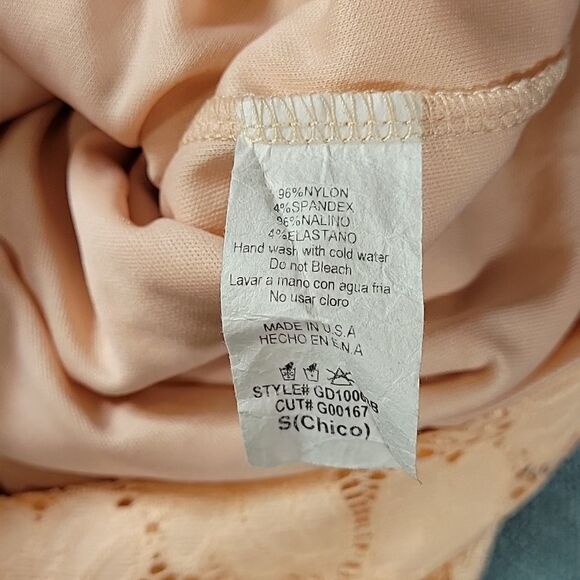 96%NYLON
4%SPANDEX
96%NALINO
4%ELASTANO
Hand wash with cold water
Do not Bleach
Lavar a mano con agua fria
No usar cloro
MADE IN U.S.A
HECHO EN E.N.A
STYLE#
CUT# G00167
S(Chico)